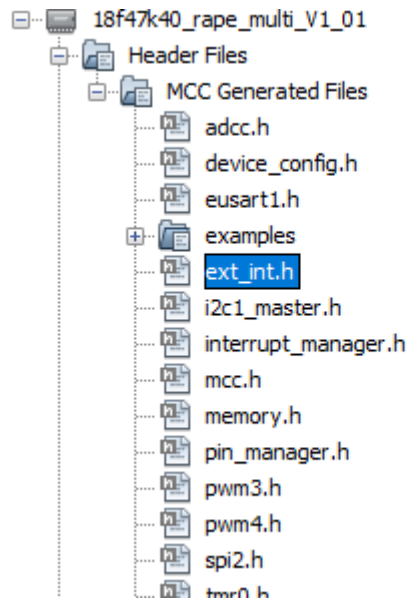 18f47k40_rape_multi_V1_01
Header Files
MCC Generated Files
adcc.h
device_config.h
eusart1.h
examples
ext_int.h
i2c1_master.h
interrupt_manager.h
mcc.h
memory.h
pin_manager.h
pwm3.h
pwm4.h
spi2.h
tmr0.h